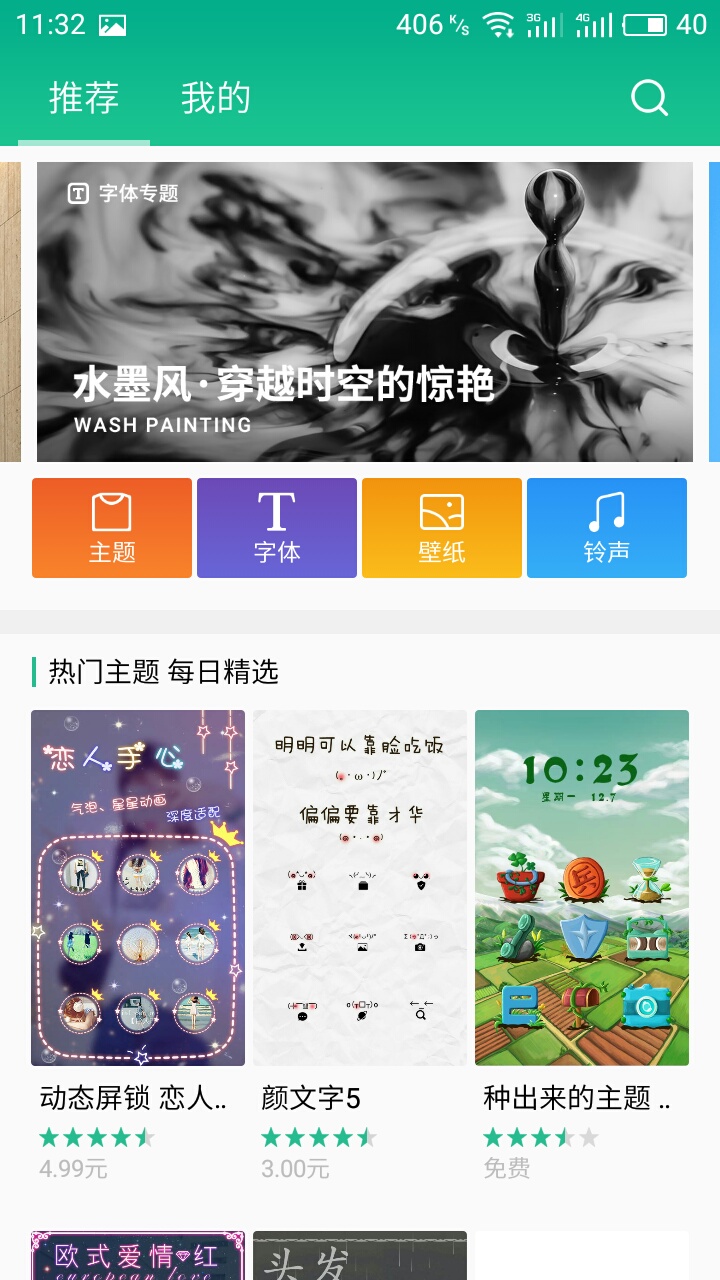 11:32
406 K/s 3G 4G 40
推荐 我的
T 字体专题
水墨风·穿越时空的惊艳
WASH PAINTING
主题 T 字体 壁纸 铃声
热门主题 每日精选
恋人手心
气泡、星星动画
深度适配
明明可以靠脸吃饭
偏偏要靠才华
10:23
星期一 12.7
兵
动态屏锁 恋人..
颜文字5
种出来的主题 ..
4.99元
3.00元
免费
欧式爱情 红
european love
头发